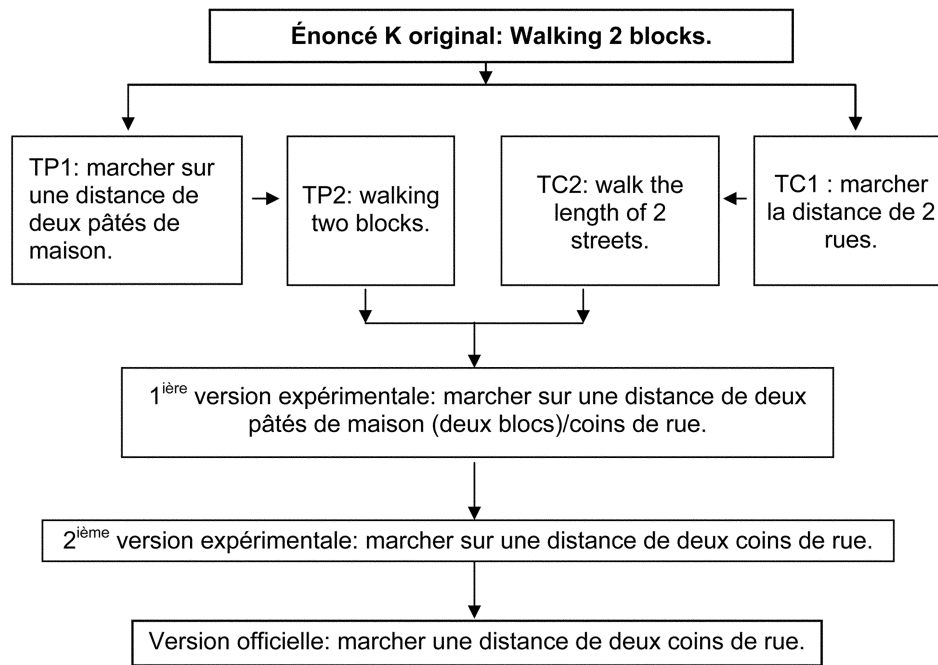 Énoncé K original: Walking 2 blocks.
TP1: marcher sur
une distance de
deux pâtés de
maison.
TP2: walking
two blocks.
TC2: walk the
length of 2
streets.
TC1 : marcher
la distance de 2
rues.
1ière version expérimentale: marcher sur une distance de deux
pâtés de maison (deux blocs)/coins de rue.
2ième version expérimentale: marcher sur une distance de deux coins de rue.
Version officielle: marcher une distance de deux coins de rue.